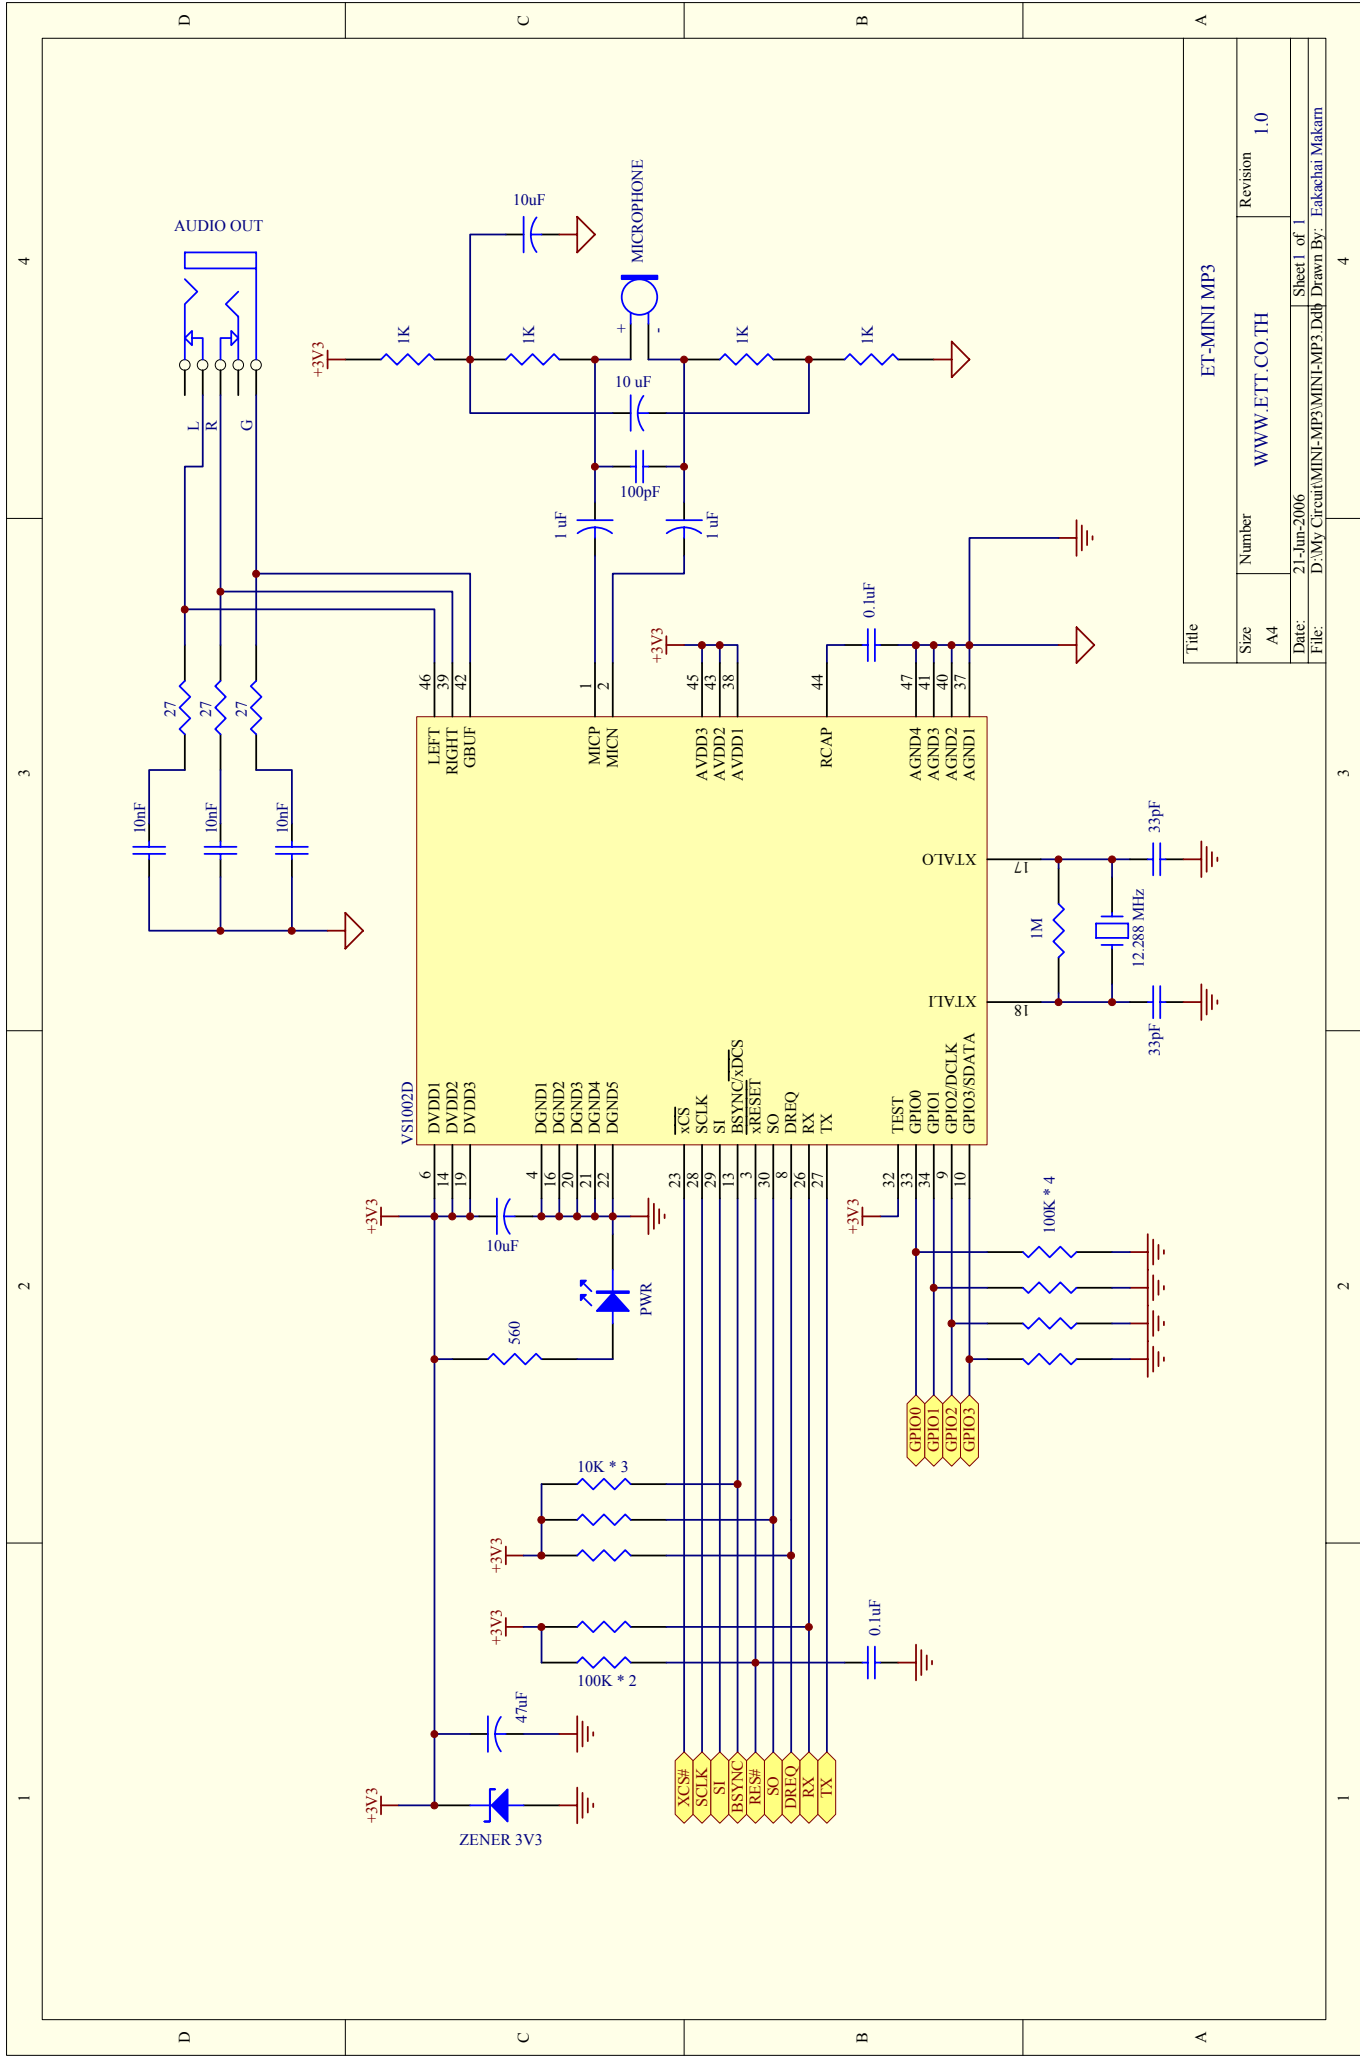 D
C
B
A
4
3
2
1
AUDIO OUT
L
R
G
27
27
27
10nF
10nF
10nF
+3V3
1K
10uF
1K
MICROPHONE
+
-
10 uF
100pF
1K
1K
1 uF
1 uF
+3V3
0.1uF
VS1002D
46 LEFT
39 RIGHT
42 GBUF
1 MICP
2 MICN
45 AVDD3
43 AVDD2
38 AVDD1
44 RCAP
47 AGND4
41 AGND3
40 AGND2
37 AGND1
XTALO 17
XTALI 18
1M
12.288 MHz
33pF
33pF
6 DVDD1
14 DVDD2
19 DVDD3
4 DGND1
16 DGND2
20 DGND3
21 DGND4
22 DGND5
23 xCS
28 SCLK
29 SI
13 BSYNC/xDCS
3 xRESET
30 SO
8 DREQ
26 RX
27 TX
32 TEST
33 GPIO0
34 GPIO1
9 GPIO2/DCLK
10 GPIO3/SDATA
+3V3
10uF
PWR
560
+3V3
100K * 4
GPIO0
GPIO1
GPIO2
GPIO3
10K * 3
+3V3
+3V3
100K * 2
0.1uF
47uF
+3V3
ZENER 3V3
XCS#
SCLK
SI
BSYNC
RES#
SO
DREQ
RX
TX
Title
ET-MINI MP3
Size
A4
Number
WWW.ETT.CO.TH
Revision
1.0
Date: 21-Jun-2006 Sheet1 of 1
File: D:\My Circuit\MINI-MP3\MINI-MP3.Ddb Drawn By: Eakachai Makarn
4
3
2
1
D
C
B
A